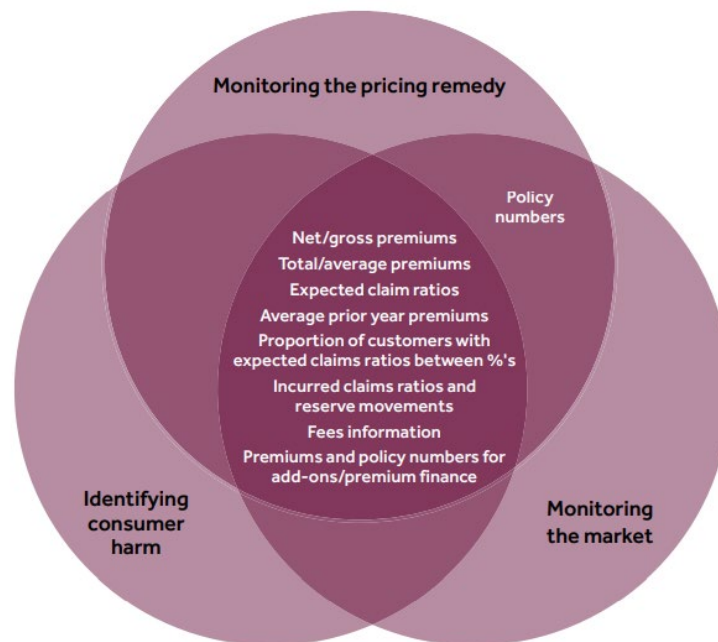 Monitoring the pricing remedy
Policy
numbers
Net/gross premiums
Total/average premiums
Expected claim ratios
Average prior year premiums
Proportion of customers with
expected claims ratios between %'s
Incurred claims ratios and
reserve movements
Fees information
Premiums and policy numbers for
add-ons/premium finance
Identifying
consumer
harm
Monitoring
the market